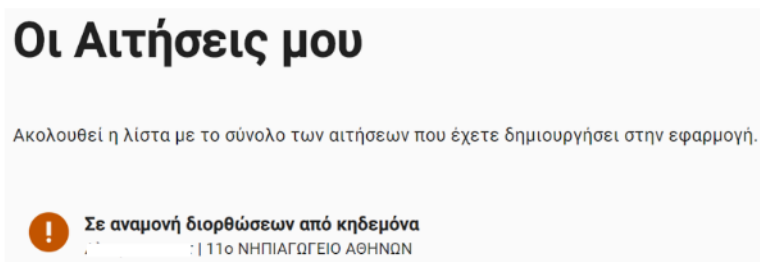 Οι Αιτήσεις μου
Ακολουθεί η λίστα με το σύνολο των αιτήσεων που έχετε δημιουργήσει στην εφαρμογή.
!
Σε αναμονή διορθώσεων από κηδεμόνα
| 11ο ΝΗΠΙΑΓΩΓΕΙΟ ΑΘΗΝΩΝ